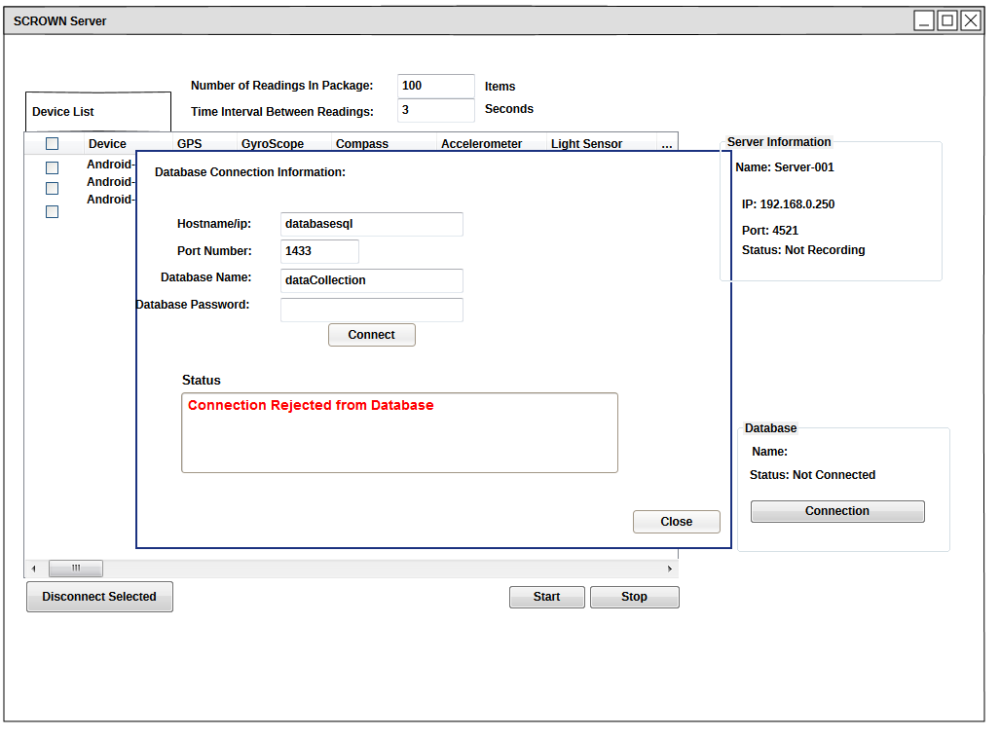 SCROWN Server
Number of Readings In Package: 100 Items
Time Interval Between Readings: 3 Seconds
Device List
Device GPS GyroScope Compass Accelerometer Light Sensor ...
Android-
Android-
Android-
Database Connection Information:
Hostname/ip: databasesql
Port Number: 1433
Database Name: dataCollection
Database Password:
Connect
Status
Connection Rejected from Database
Close
Server Information
Name: Server-001
IP: 192.168.0.250
Port: 4521
Status: Not Recording
Database
Name:
Status: Not Connected
Connection
Disconnect Selected
Start
Stop